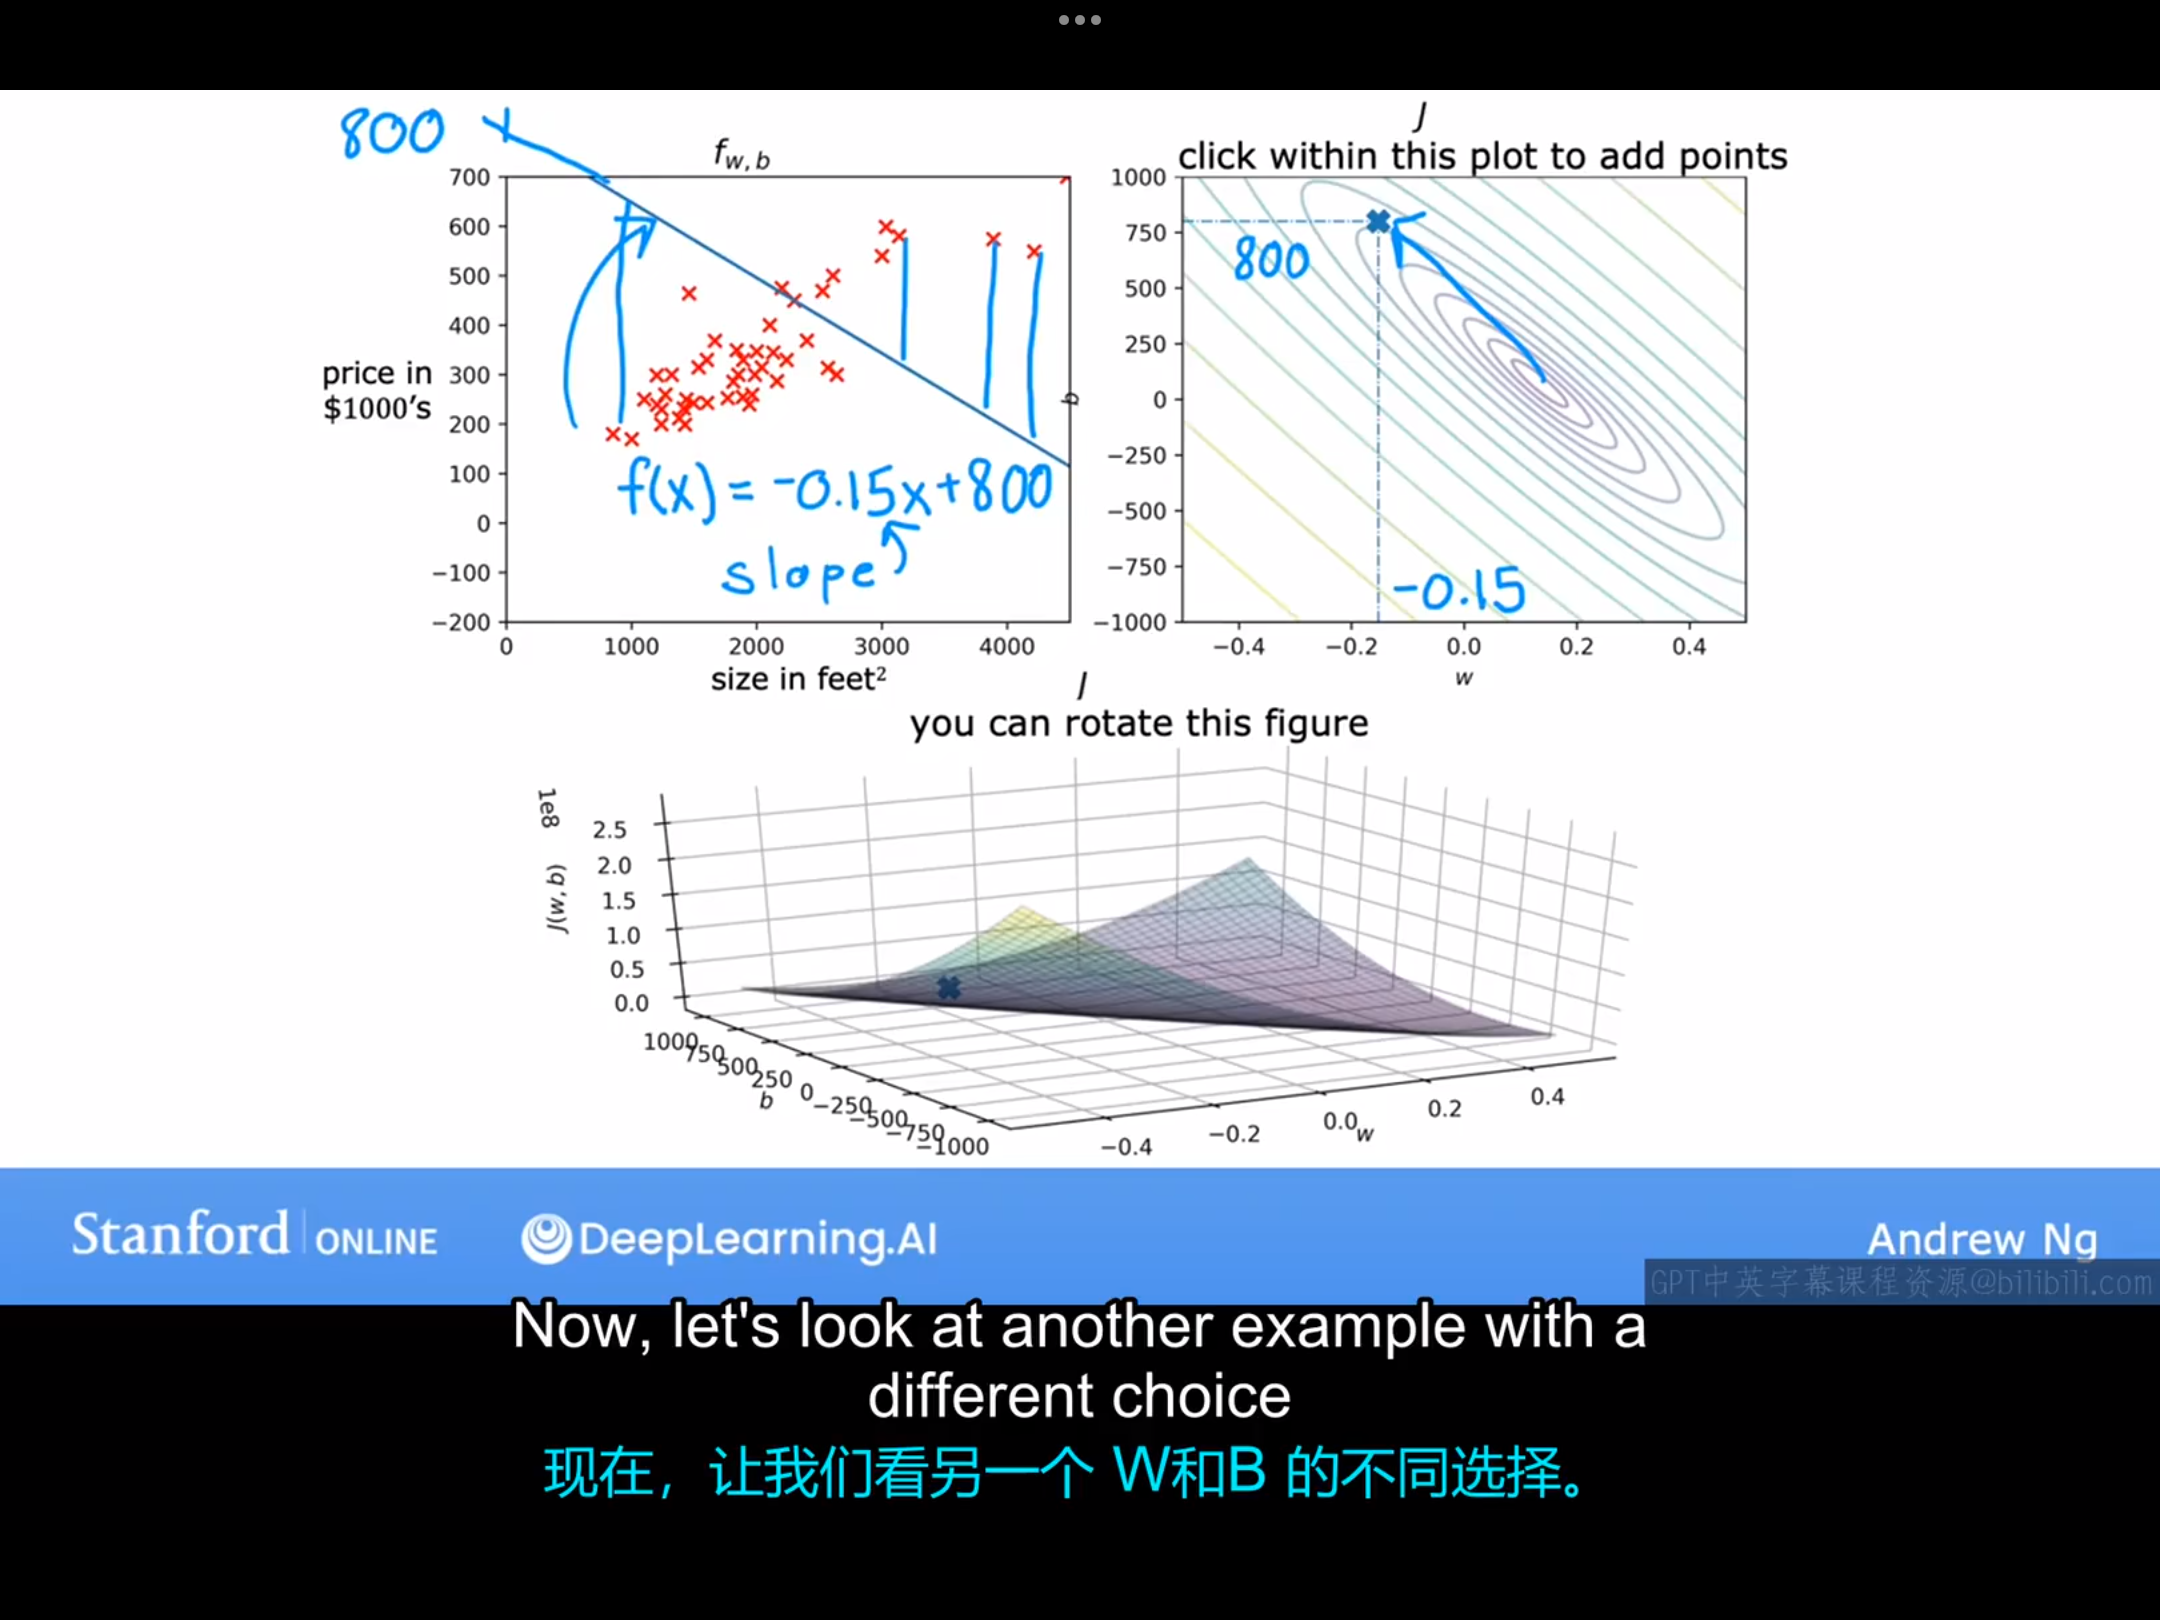 800
f w, b
700
600
500
400
300
200
100
0
−100
−200
price in
$1000's
f(x) = -0.15x+800
slope
0
1000
2000
3000
4000
size in feet²
J
click within this plot to add points
1000
750
500
250
0
−250
−500
−750
−1000
b
800
-0.15
−0.4
−0.2
0.0
0.2
0.4
w
J
you can rotate this figure
1e8
J(w, b)
2.5
2.0
1.5
1.0
0.5
0.0
1000
750
500
250
0
−250
−500
−750
−1000
b
−0.4
−0.2
0.0
0.2
0.4
w
Stanford | ONLINE
DeepLearning.AI
Andrew Ng
GPT中英字幕课程资源@bilibili.com
Now, let's look at another example with a
different choice
现在，让我们看另一个 W和B 的不同选择。